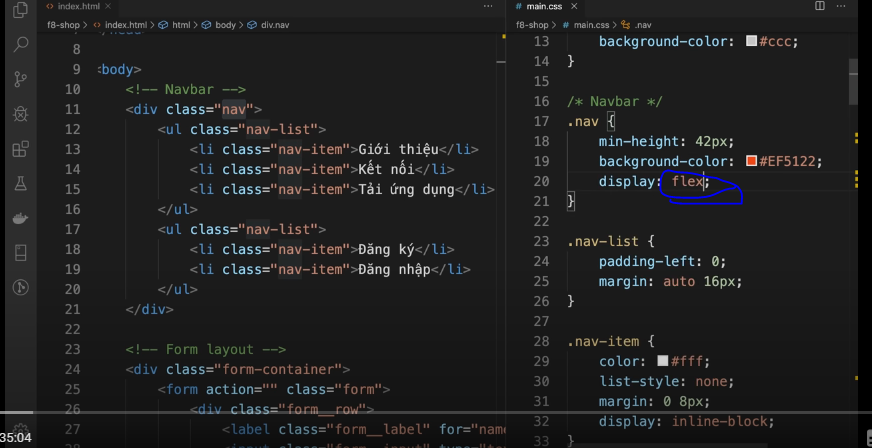 index.html
f8-shop > index.html > html > body > div.nav
8
9 <body>
10 <!-- Navbar -->
11 <div class="nav">
12 <ul class="nav-list">
13 <li class="nav-item">Giới thiệu</li>
14 <li class="nav-item">Kết nối</li>
15 <li class="nav-item">Tải ứng dụng</li>
16 </ul>
17 <ul class="nav-list">
18 <li class="nav-item">Đăng ký</li>
19 <li class="nav-item">Đăng nhập</li>
20 </ul>
21 </div>
22
23 <!-- Form layout -->
24 <div class="form-container">
25 <form action="" class="form">
26 <div class="form__row">
27 <label class="form__label" for="name
35:04
# main.css
f8-shop > # main.css > .nav
13 background-color: #ccc;
14 }
15
16 /* Navbar */
17 .nav {
18 min-height: 42px;
19 background-color: #EF5122;
20 display: flex;
21 }
22
23 .nav-list {
24 padding-left: 0;
25 margin: auto 16px;
26 }
27
28 .nav-item {
29 color: #fff;
30 list-style: none;
31 margin: 0 8px;
32 display: inline-block;
33 }